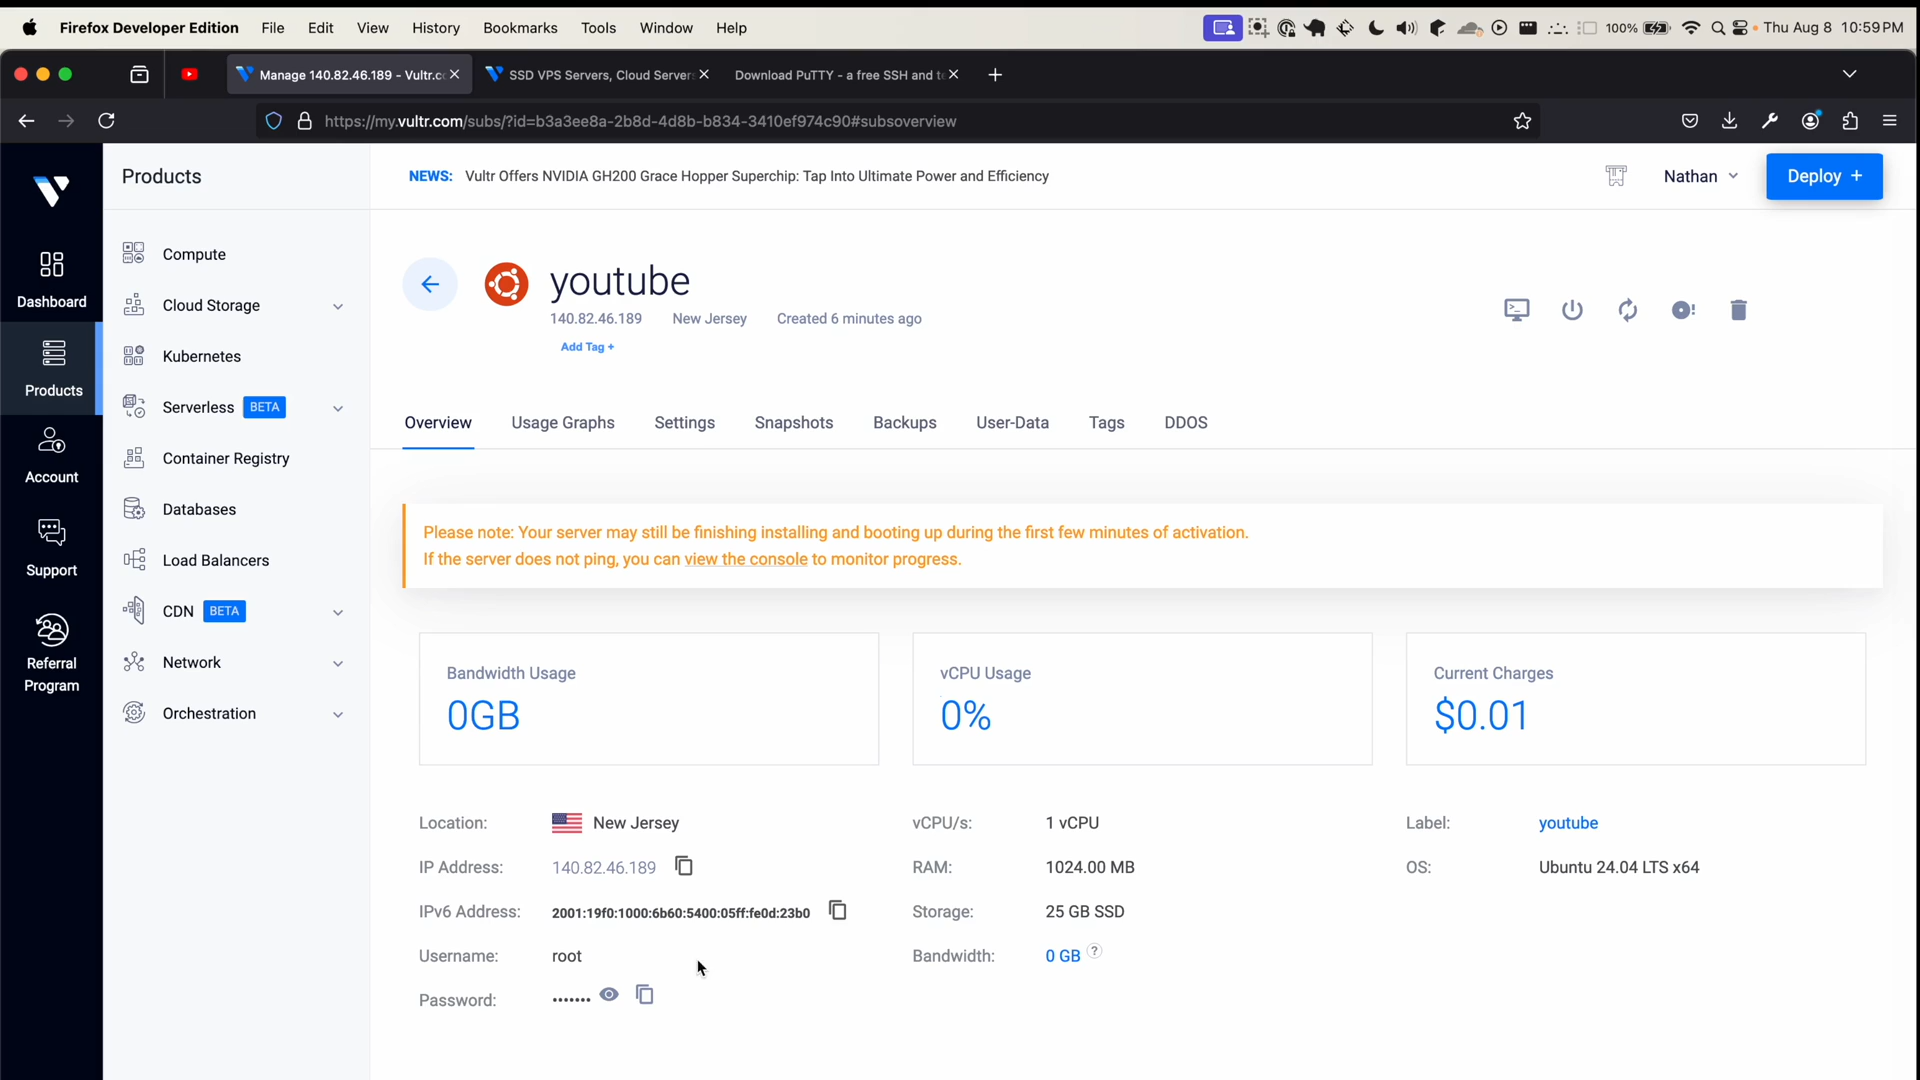 Firefox Developer Edition File Edit View History Bookmarks Tools Window Help 100% Thu Aug 8 10:59 PM
Manage 140.82.46.189 - Vultr.c SSD VPS Servers, Cloud Server Download PuTTY - a free SSH and t
https://my.vultr.com/subs/?id=b3a3ee8a-2b8d-4d8b-b834-3410ef974c90#subsoverview
Dashboard
Products
Account
Support
Referral
Program
Products
Compute
Cloud Storage
Kubernetes
Serverless BETA
Container Registry
Databases
Load Balancers
CDN BETA
Network
Orchestration
NEWS: Vultr Offers NVIDIA GH200 Grace Hopper Superchip: Tap Into Ultimate Power and Efficiency
Nathan
Deploy +
youtube
140.82.46.189 New Jersey Created 6 minutes ago
Add Tag +
Overview Usage Graphs Settings Snapshots Backups User-Data Tags DDOS
Please note: Your server may still be finishing installing and booting up during the first few minutes of activation.
If the server does not ping, you can view the console to monitor progress.
Bandwidth Usage
0GB
vCPU Usage
0%
Current Charges
$0.01
Location: New Jersey
IP Address: 140.82.46.189
IPv6 Address: 2001:19f0:1000:6b60:5400:05ff:fe0d:23b0
Username: root
Password: •••••••
vCPU/s: 1 vCPU
RAM: 1024.00 MB
Storage: 25 GB SSD
Bandwidth: 0 GB ?
Label: youtube
OS: Ubuntu 24.04 LTS x64